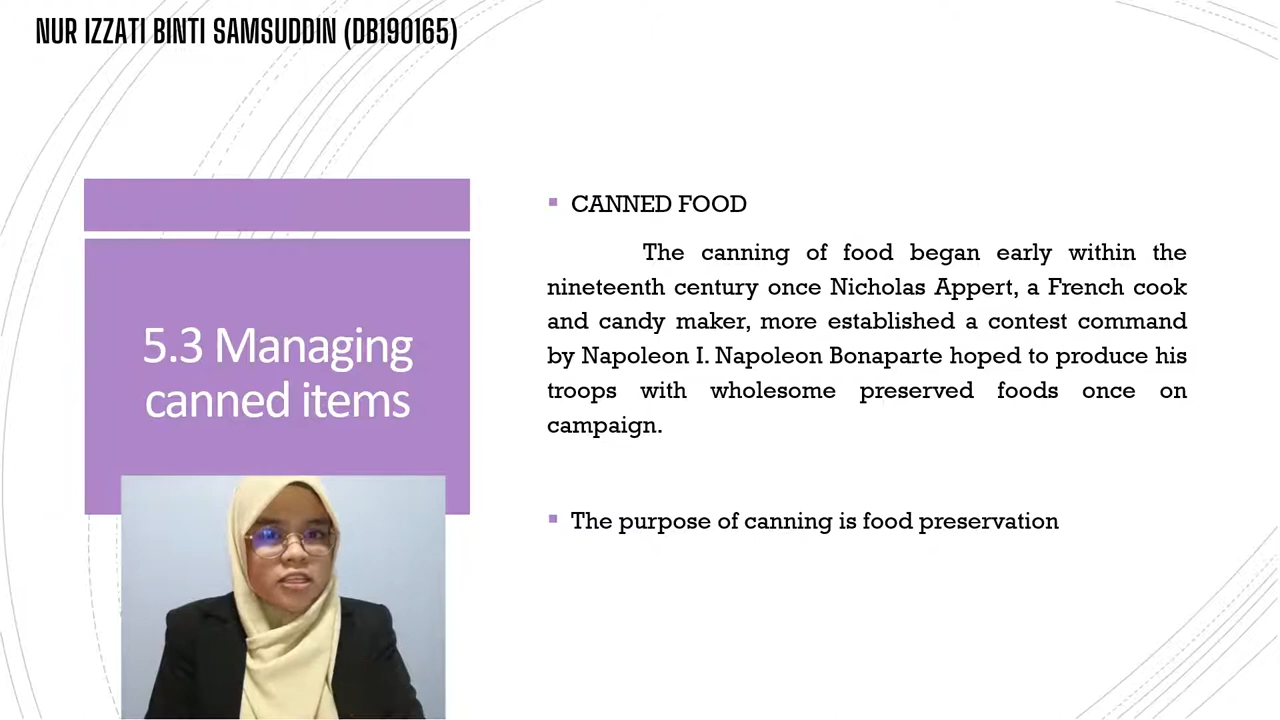 NUR IZZATI BINTI SAMSUDDIN (DB190165)
5.3 Managing
canned items
CANNED FOOD
The canning of food began early within the
nineteenth century once Nicholas Appert, a French cook
and candy maker, more established a contest command
by Napoleon I. Napoleon Bonaparte hoped to produce his
troops with wholesome preserved foods once on
campaign.
The purpose of canning is food preservation